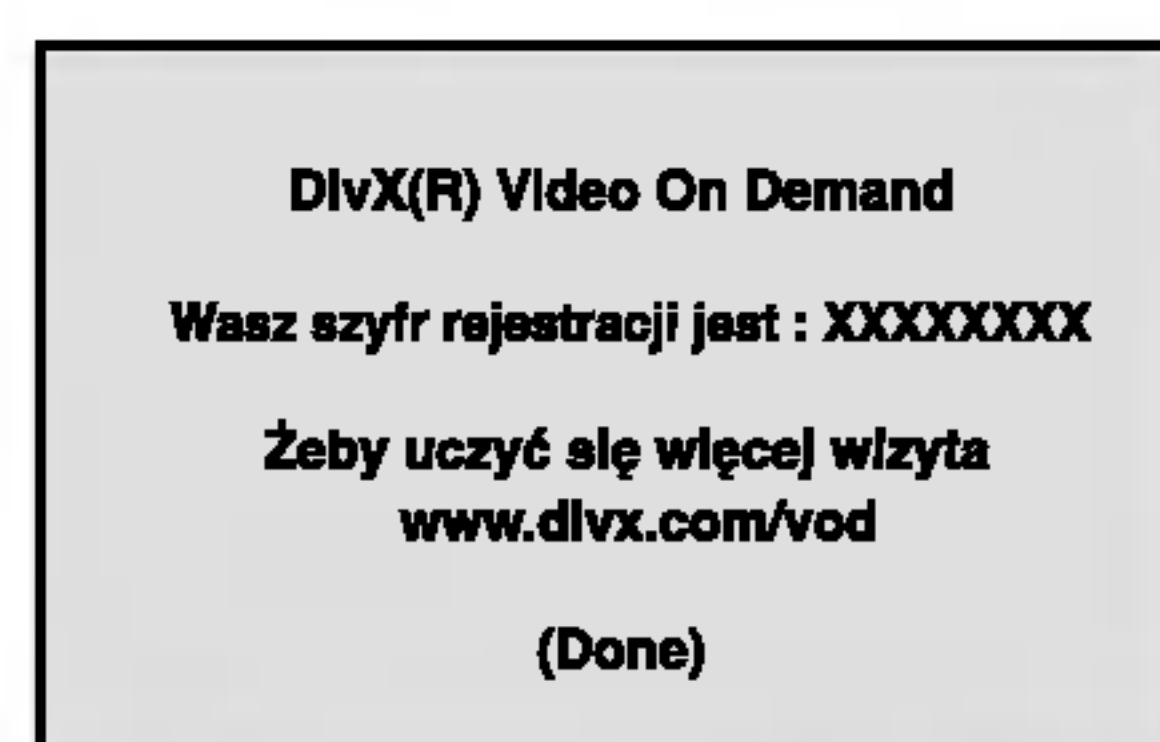 DivX(R) Video On Demand
Wasz szyfr rejestracji jest : XXXXXXXX
Żeby uczyć się więcej wizyta
www.divx.com/vod
(Done)